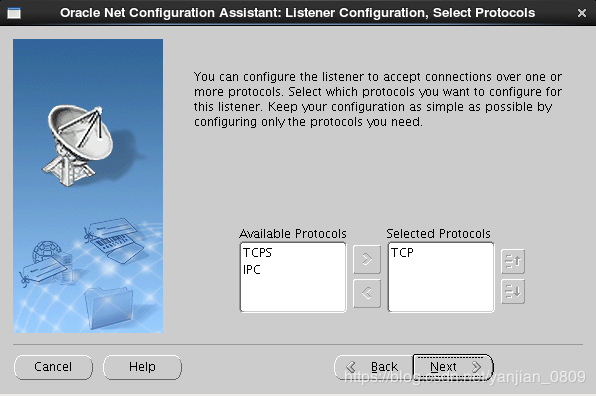 Oracle Net Configuration Assistant: Listener Configuration, Select Protocols
You can configure the listener to accept connections over one or
more protocols. Select which protocols you want to configure for
this listener. Keep your configuration as simple as possible by
configuring only the protocols you need.
Available Protocols
TCPS
IPC
Selected Protocols
TCP
Cancel
Help
Back
Next
https://blog.csdn.net/yanjian_0809